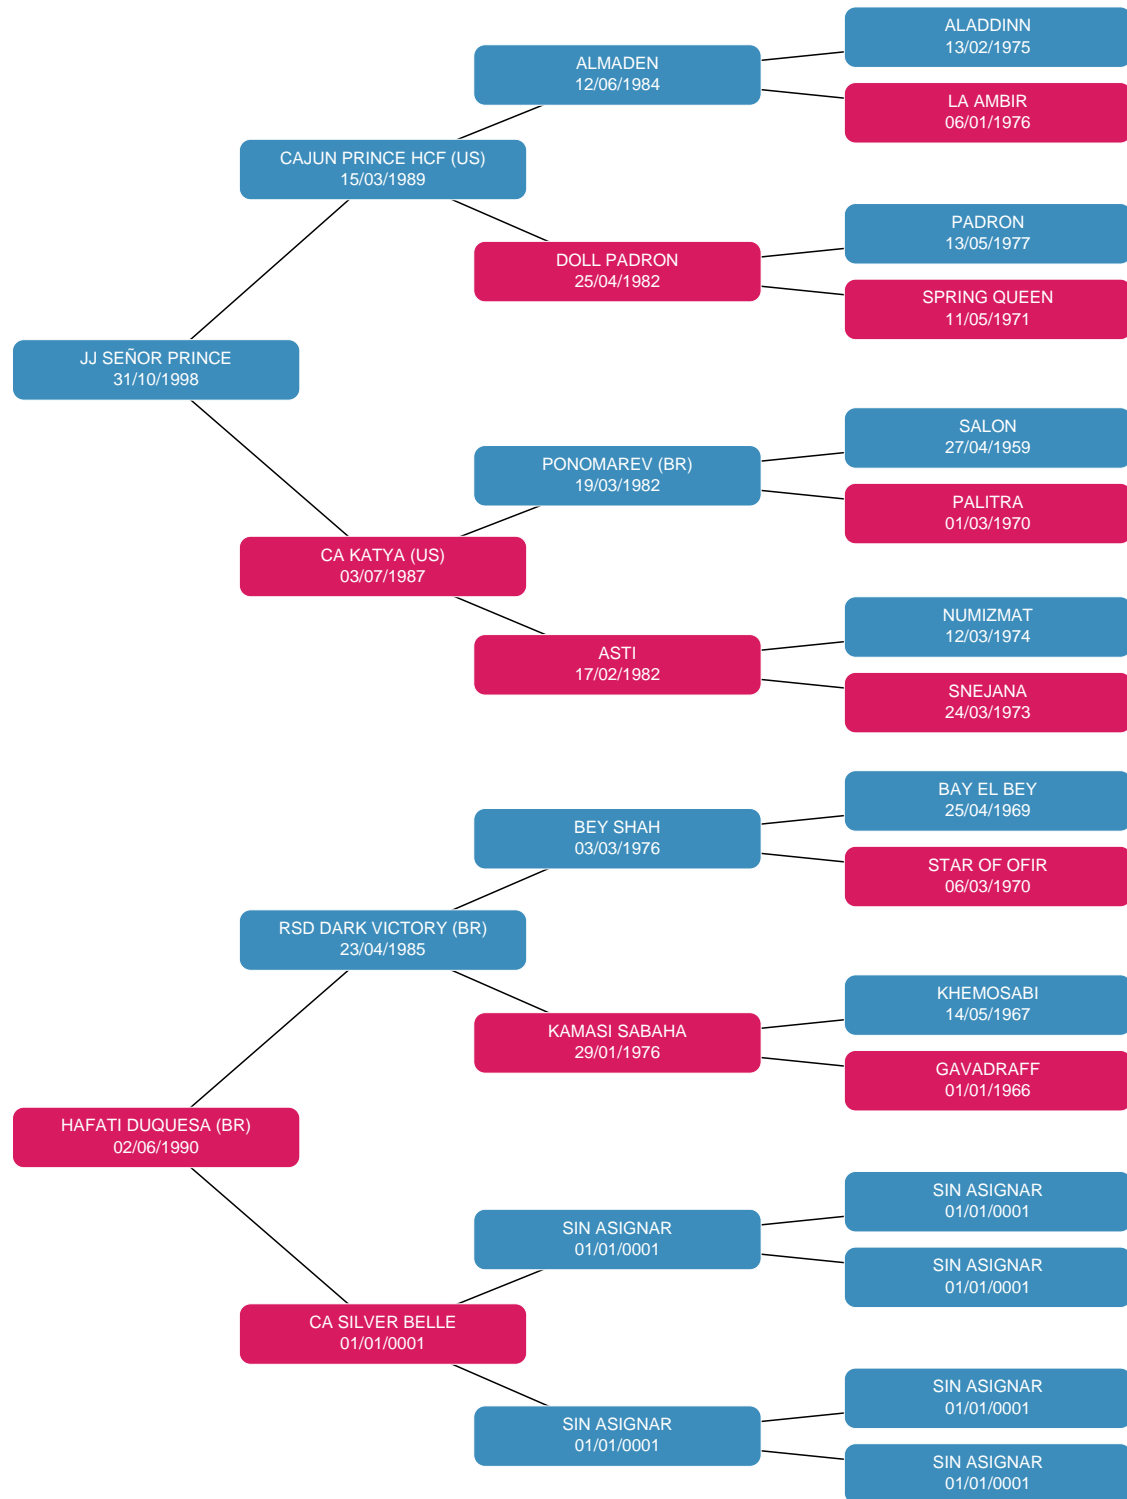 ALADDINN
13/02/1975
ALMADEN
12/06/1984
LA AMBIR
06/01/1976
CAJUN PRINCE HCF (US)
15/03/1989
PADRON
13/05/1977
DOLL PADRON
25/04/1982
SPRING QUEEN
11/05/1971
JJ SEÑOR PRINCE
31/10/1998
SALON
27/04/1959
PONOMAREV (BR)
19/03/1982
PALITRA
01/03/1970
CA KATYA (US)
03/07/1987
NUMIZMAT
12/03/1974
ASTI
17/02/1982
SNEJANA
24/03/1973
BAY EL BEY
25/04/1969
BEY SHAH
03/03/1976
STAR OF OFIR
06/03/1970
RSD DARK VICTORY (BR)
23/04/1985
KHEMOSABI
14/05/1967
KAMASI SABAHA
29/01/1976
GAVADRAFF
01/01/1966
HAFATI DUQUESA (BR)
02/06/1990
SIN ASIGNAR
01/01/0001
SIN ASIGNAR
01/01/0001
SIN ASIGNAR
01/01/0001
CA SILVER BELLE
01/01/0001
SIN ASIGNAR
01/01/0001
SIN ASIGNAR
01/01/0001
SIN ASIGNAR
01/01/0001